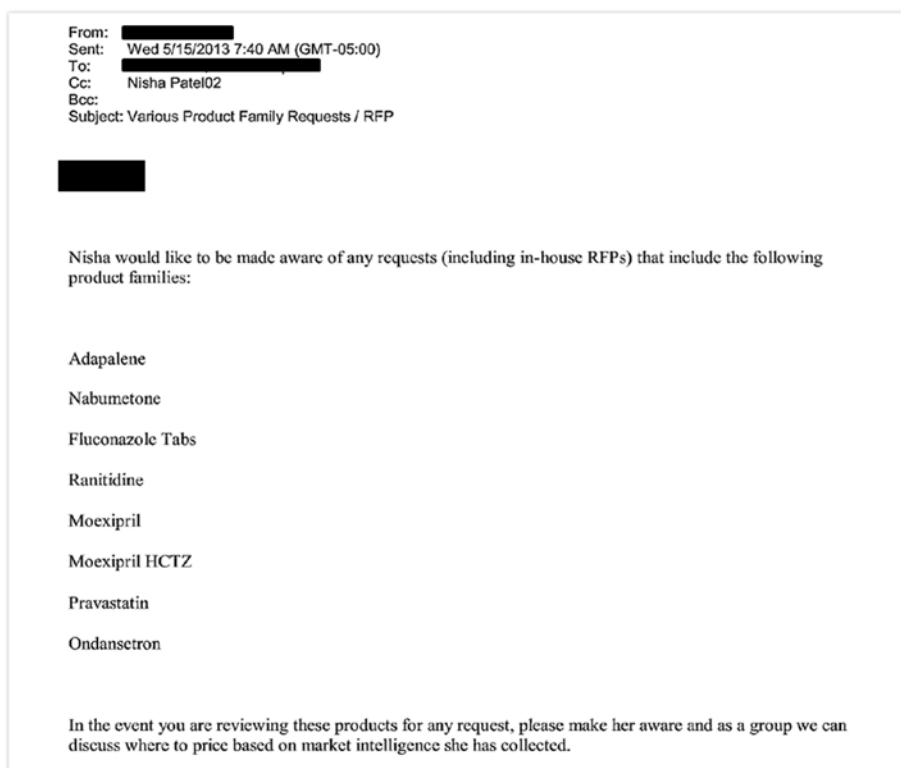 From:
Sent: Wed 5/15/2013 7:40 AM (GMT-05:00)
To:
Cc: Nisha Patel02
Bcc:
Subject: Various Product Family Requests / RFP
Nisha would like to be made aware of any requests (including in-house RFPs) that include the following
product families:
Adapalene
Nabumetone
Fluconazole Tabs
Ranitidine
Moexipril
Moexipril HCTZ
Pravastatin
Ondansetron
In the event you are reviewing these products for any request, please make her aware and as a group we can
discuss where to price based on market intelligence she has collected.